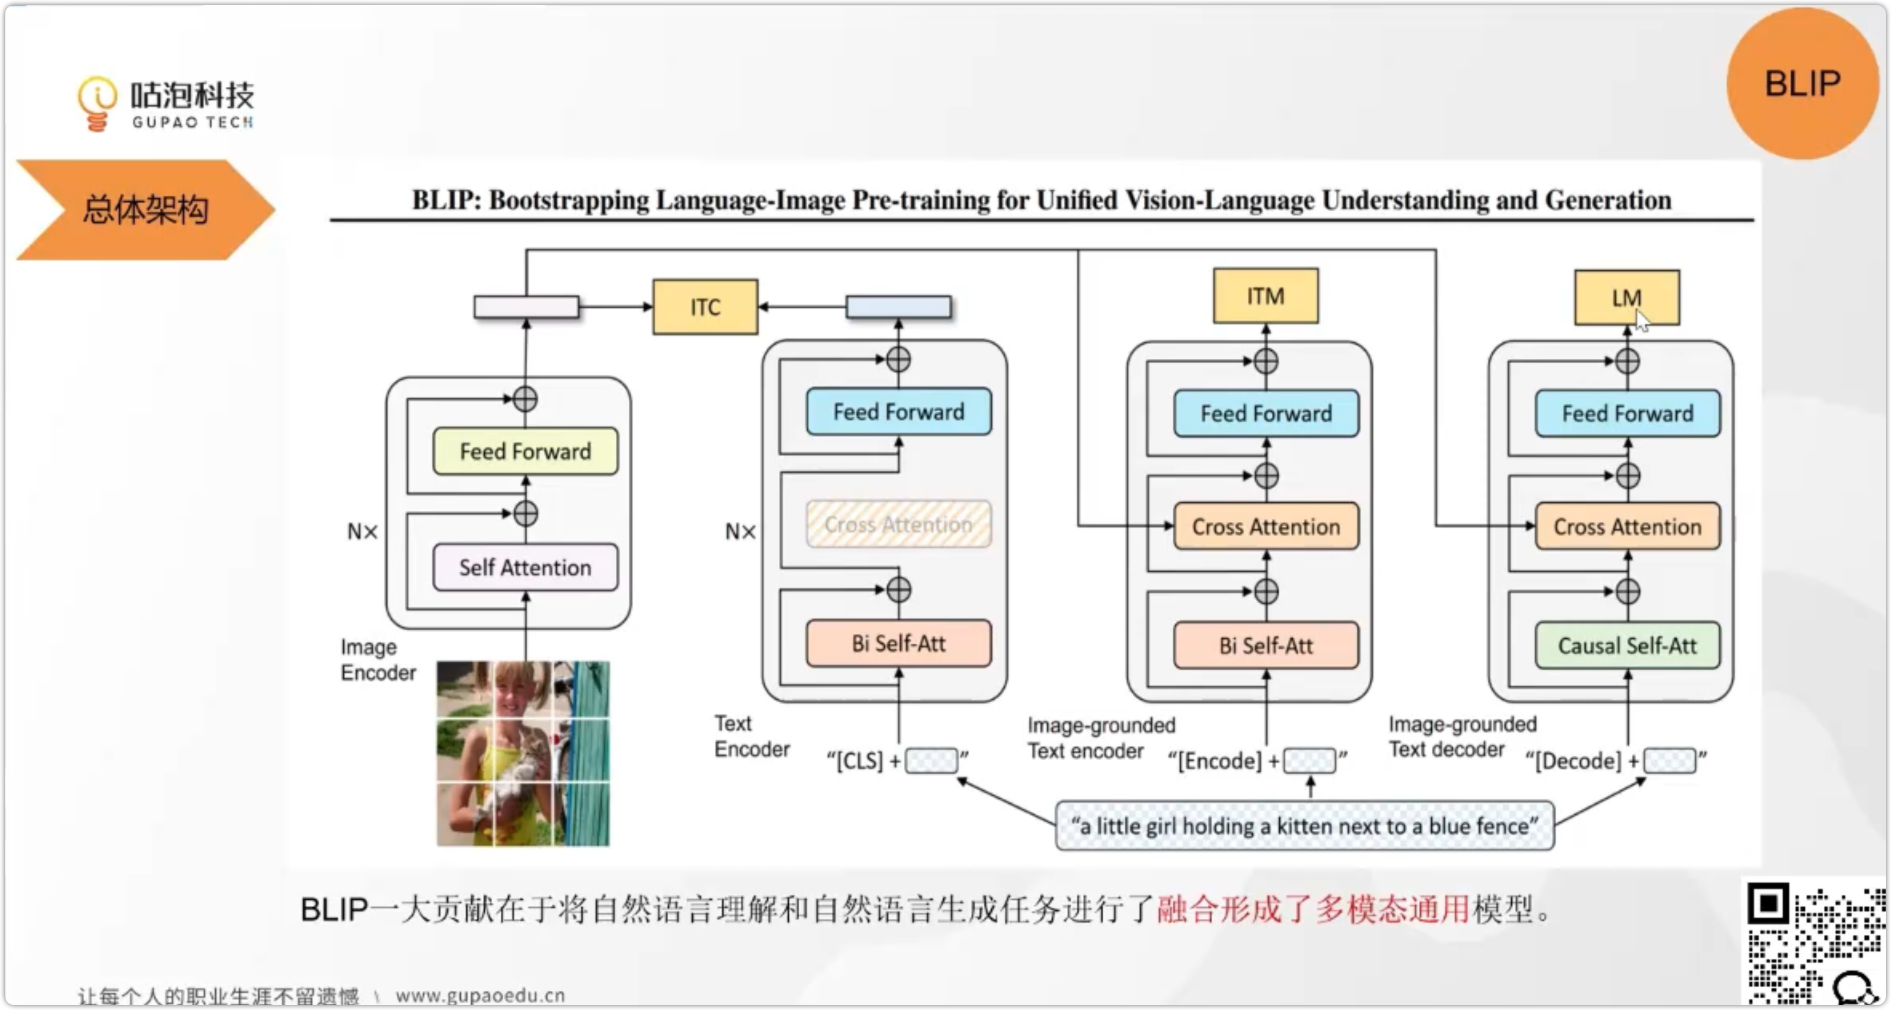 咕泡科技
GUPAO TECH
BLIP
总体架构
BLIP: Bootstrapping Language-Image Pre-training for Unified Vision-Language Understanding and Generation
ITC
ITM
LM
Feed Forward
Self Attention
N×
Image
Encoder
Feed Forward
Cross Attention
Bi Self-Att
N×
Text
Encoder
“[CLS] + ”
Feed Forward
Cross Attention
Bi Self-Att
Image-grounded
Text encoder
“[Encode] + ”
Feed Forward
Cross Attention
Causal Self-Att
Image-grounded
Text decoder
“[Decode] + ”
“a little girl holding a kitten next to a blue fence”
BLIP一大贡献在于将自然语言理解和自然语言生成任务进行了融合形成了多模态通用模型。
让每个人的职业生涯不留遗憾 \ www.gupaoedu.cn